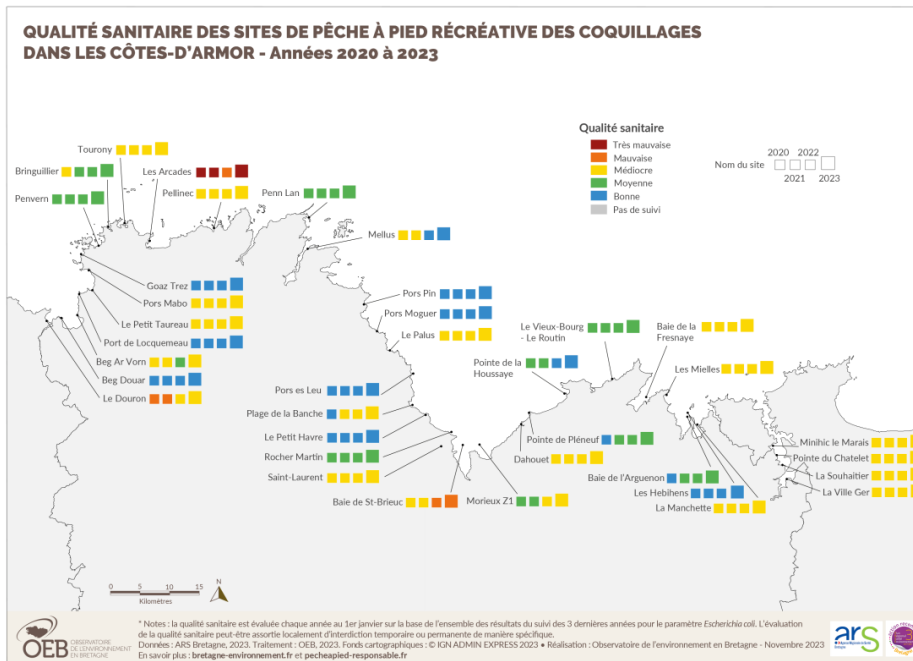 QUALITÉ SANITAIRE DES SITES DE PÊCHE À PIED RÉCRÉATIVE DES COQUILLAGES
DANS LES CÔTES-D'ARMOR - Années 2020 à 2023
Qualité sanitaire
Très mauvaise
Mauvaise
Médiocre
Moyenne
Bonne
Pas de suivi
2020 2022
Nom du site
2021 2023
Tourony
Bringuillier
Les Arcades
Penvern
Pellinec
Penn Lan
Mellus
Goaz Trez
Pors Mabo
Le Petit Taureau
Port de Locquemeau
Beg Ar Vorn
Beg Douar
Le Douron
Pors Pin
Pors Moguer
Le Palus
Le Vieux-Bourg
- Le Routin
Baie de la
Fresnaye
Pointe de la
Houssaye
Les Mielles
Pors es Leu
Plage de la Banche
Le Petit Havre
Rocher Martin
Saint-Laurent
Baie de St-Brieuc
Morieux Z1
Pointe de Pléneuf
Dahouet
Baie de l'Arguenon
Les Hebihens
La Manchette
Minihic le Marais
Pointe du Chatelet
La Souhaitier
La Ville Ger
0 5 10 15
Kilomètres
N
OEB OBSERVATOIRE
DE L'ENVIRONNEMENT
EN BRETAGNE
* Notes : la qualité sanitaire est évaluée chaque année au 1er janvier sur la base de l'ensemble des résultats du suivi des 3 dernières années pour le paramètre Escherichia coli. L'évaluation
de la qualité sanitaire peut-être assortie localement d'interdiction temporaire ou permanente de manière spécifique.
Données : ARS Bretagne, 2023. Traitement : OEB, 2023. Fonds cartographiques : © IGN ADMIN EXPRESS 2023 • Réalisation : Observatoire de l'environnement en Bretagne - Novembre 2023
En savoir plus : bretagne-environnement.fr et pecheapied-responsable.fr
ars